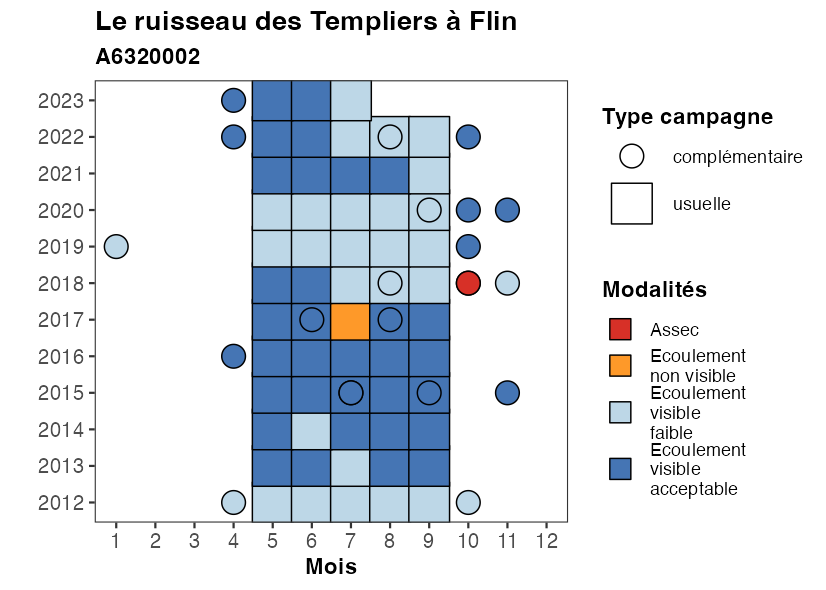 Le ruisseau des Templiers à Flin
A6320002
2023
2022
2021
2020
2019
2018
2017
2016
2015
2014
2013
2012
1 2 3 4 5 6 7 8 9 10 11 12
Mois
Type campagne
complémentaire
usuelle
Modalités
Assec
Ecoulement
non visible
Ecoulement
visible
faible
Ecoulement
visible
acceptable